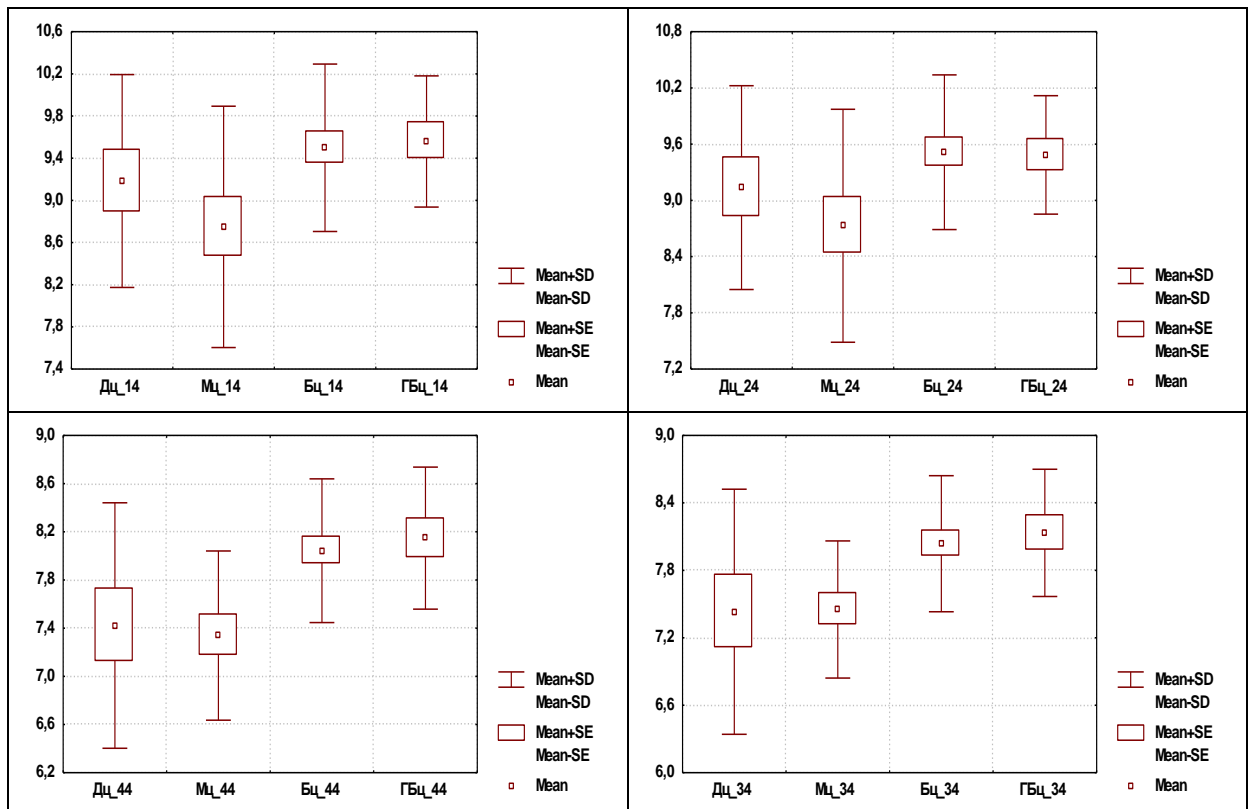 10,6
10,2
9,8
9,4
9,0
8,6
8,2
7,8
7,4
Дц_14 Мц_14 Бц_14 ГБц_14
Mean+SD
Mean-SD
Mean+SE
Mean-SE
Mean
10,8
10,2
9,6
9,0
8,4
7,8
7,2
Дц_24 Мц_24 Бц_24 ГБц_24
Mean+SD
Mean-SD
Mean+SE
Mean-SE
Mean
9,0
8,6
8,2
7,8
7,4
7,0
6,6
6,2
Дц_44 Мц_44 Бц_44 ГБц_44
Mean+SD
Mean-SD
Mean+SE
Mean-SE
Mean
9,0
8,4
7,8
7,2
6,6
6,0
Дц_34 Мц_34 Бц_34 ГБц_34
Mean+SD
Mean-SD
Mean+SE
Mean-SE
Mean